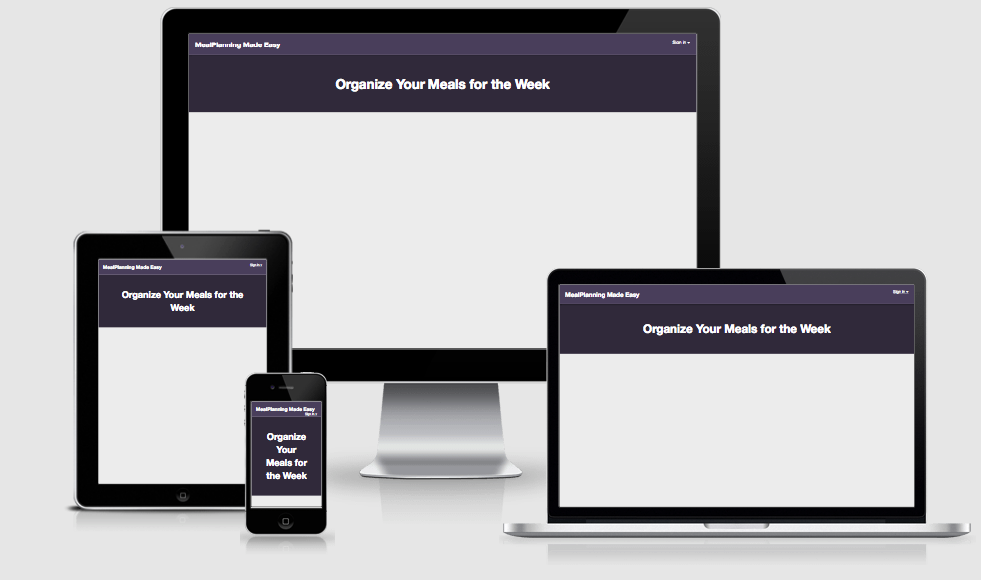 MealPlanning Made Easy
Sign in
Organize Your Meals for the Week
MealPlanning Made Easy
Sign in
Organize Your Meals for the
Week
MealPlanning Made Easy
Sign in
Organize
Your
Meals for
the Week
MealPlanning Made Easy
Sign in
Organize Your Meals for the Week